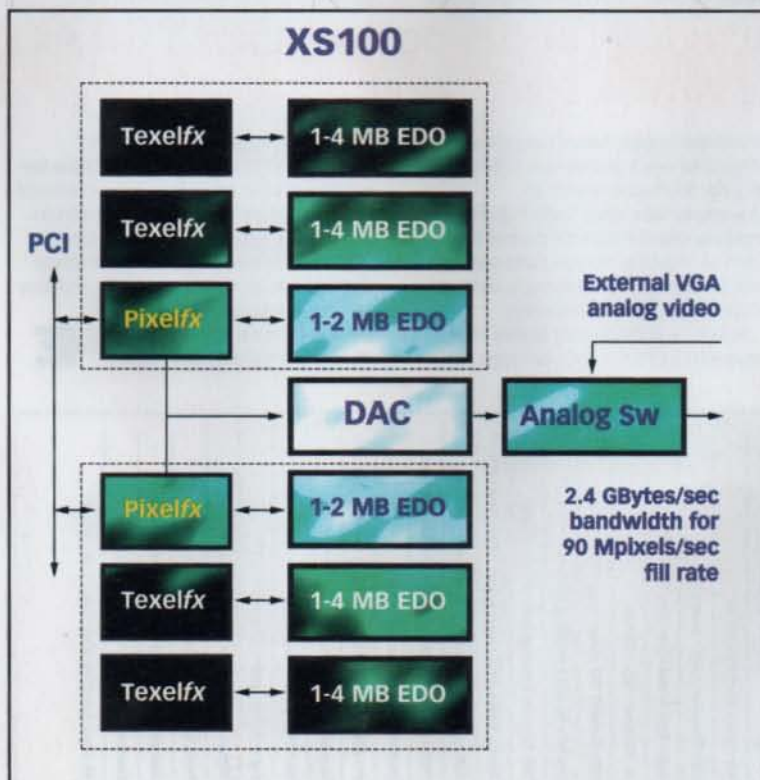 XS100
Texelfx
1-4 MB EDO
Texelfx
1-4 MB EDO
PCI
Pixelfx
1-2 MB EDO
External VGA
analog video
DAC
Analog Sw
Pixelfx
1-2 MB EDO
2.4 GBytes/sec
bandwidth for
90 Mpixels/sec
fill rate
Texelfx
1-4 MB EDO
Texelfx
1-4 MB EDO